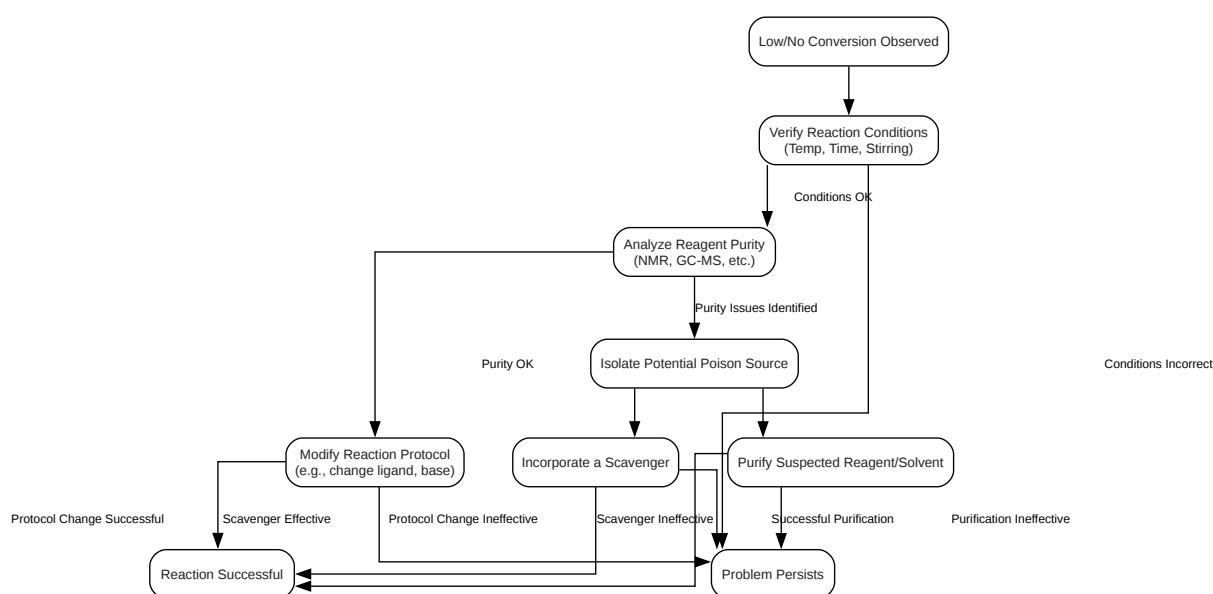 Low/No Conversion Observed
Verify Reaction Conditions
(Temp, Time, Stirring)
Conditions OK
Analyze Reagent Purity
(NMR, GC-MS, etc.)
Purity Issues Identified
Purity OK
Isolate Potential Poison Source
Conditions Incorrect
Modify Reaction Protocol
(e.g., change ligand, base)
Incorporate a Scavenger
Purify Suspected Reagent/Solvent
Protocol Change Successful
Scavenger Effective
Protocol Change Ineffective
Scavenger Ineffective
Successful Purification
Purification Ineffective
Reaction Successful
Problem Persists